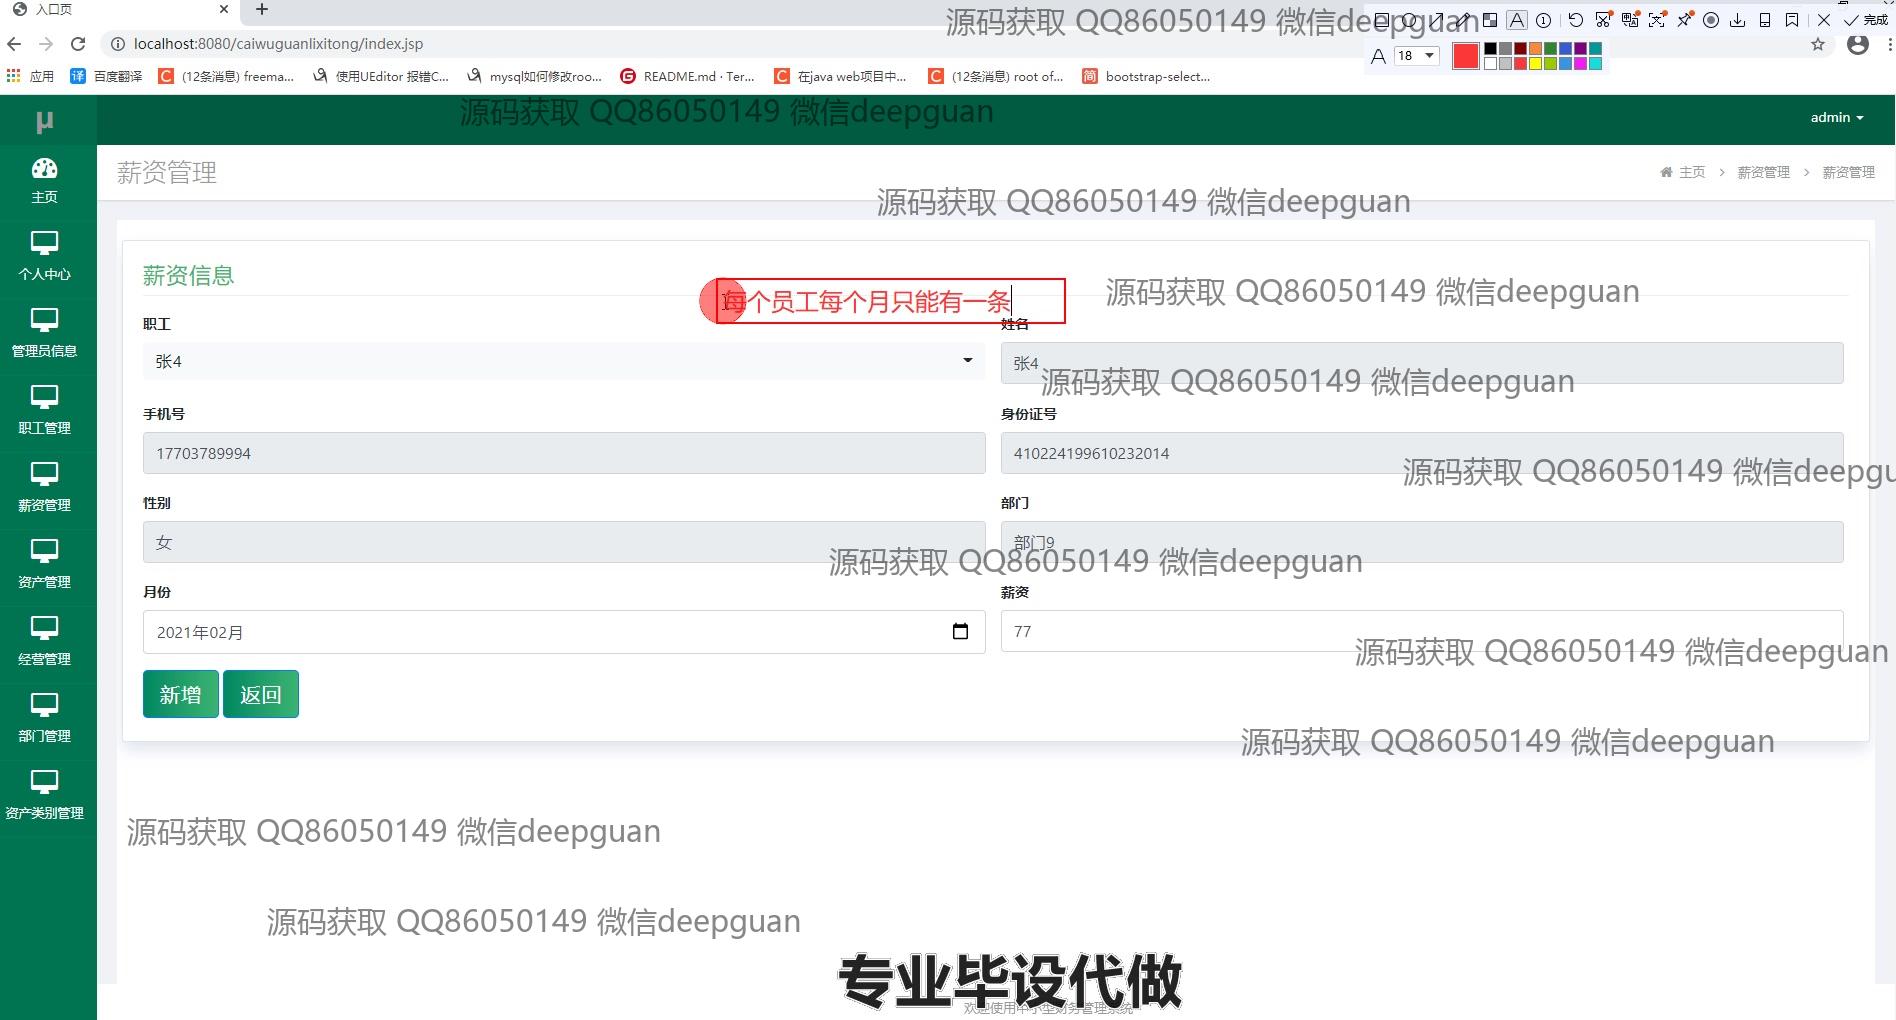 入口页
源码获取 QQ86050149 微信deepguan
完成
localhost:8080/caiwuguanlixitong/index.jsp
A 18
应用 百度翻译 (12条消息) freema... 使用UEditor 报错C... mysql如何修改roo... README.md · Ter... 在java web项目中... (12条消息) root of... bootstrap-select...
μ
源码获取 QQ86050149 微信deepguan
admin
主页
薪资管理
主页 > 薪资管理 > 薪资管理
源码获取 QQ86050149 微信deepguan
个人中心
管理员信息
职工管理
薪资管理
资产管理
经营管理
部门管理
资产类别管理
薪资信息
每个员工每个月只能有一条
源码获取 QQ86050149 微信deepguan
职工
姓名
张4
张4
源码获取 QQ86050149 微信deepguan
手机号
身份证号
17703789994
410224199610232014
源码获取 QQ86050149 微信deepgu
性别
部门
女
部门9
源码获取 QQ86050149 微信deepguan
月份
薪资
2021年02月
77
源码获取 QQ86050149 微信deepguan
新增 返回
源码获取 QQ86050149 微信deepguan
源码获取 QQ86050149 微信deepguan
源码获取 QQ86050149 微信deepguan
专业毕设代做
欢迎使用中小型财务管理系统